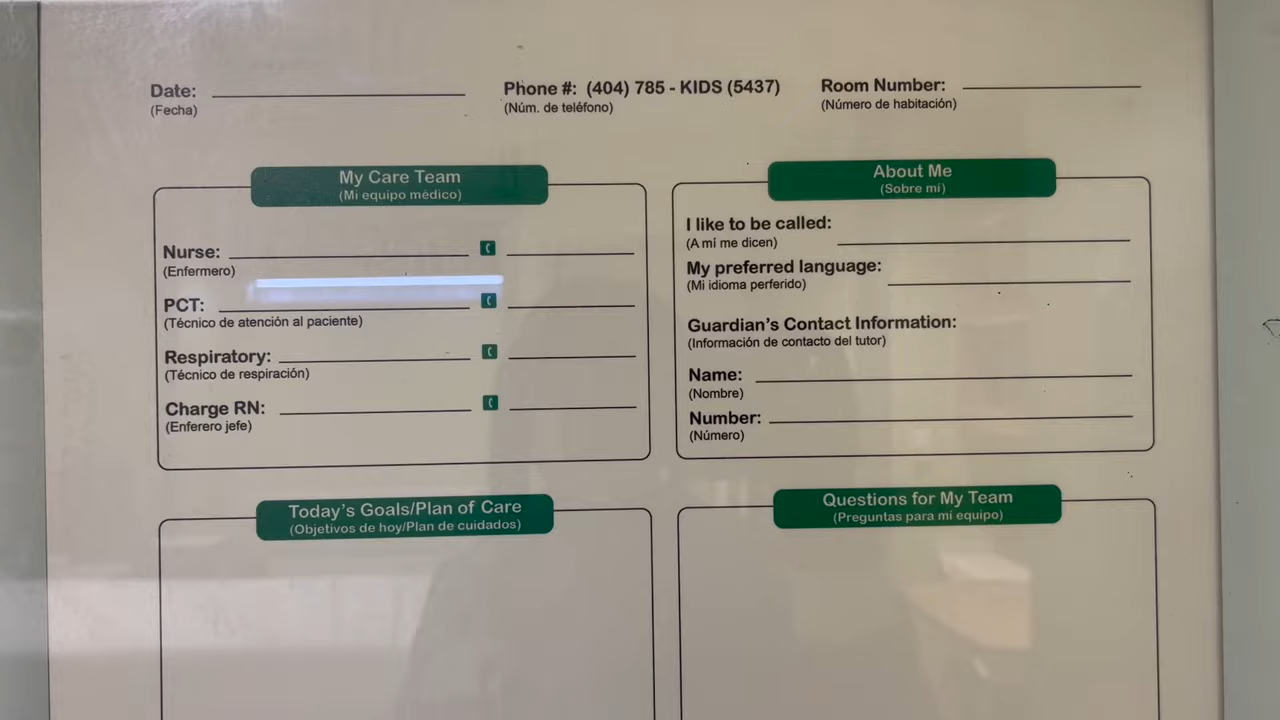 Date:
(Fecha)
Phone #: (404) 785 - KIDS (5437)
(Núm. de teléfono)
Room Number:
(Número de habitación)
My Care Team
(Mi equipo médico)
Nurse:
(Enfermero)
PCT:
(Técnico de atención al paciente)
Respiratory:
(Técnico de respiración)
Charge RN:
(Enferero jefe)
About Me
(Sobre mí)
I like to be called:
(A mí me dicen)
My preferred language:
(Mi idioma perferido)
Guardian's Contact Information:
(Información de contacto del tutor)
Name:
(Nombre)
Number:
(Número)
Today's Goals/Plan of Care
(Objetivos de hoy/Plan de cuidados)
Questions for My Team
(Preguntas para mi equipo)